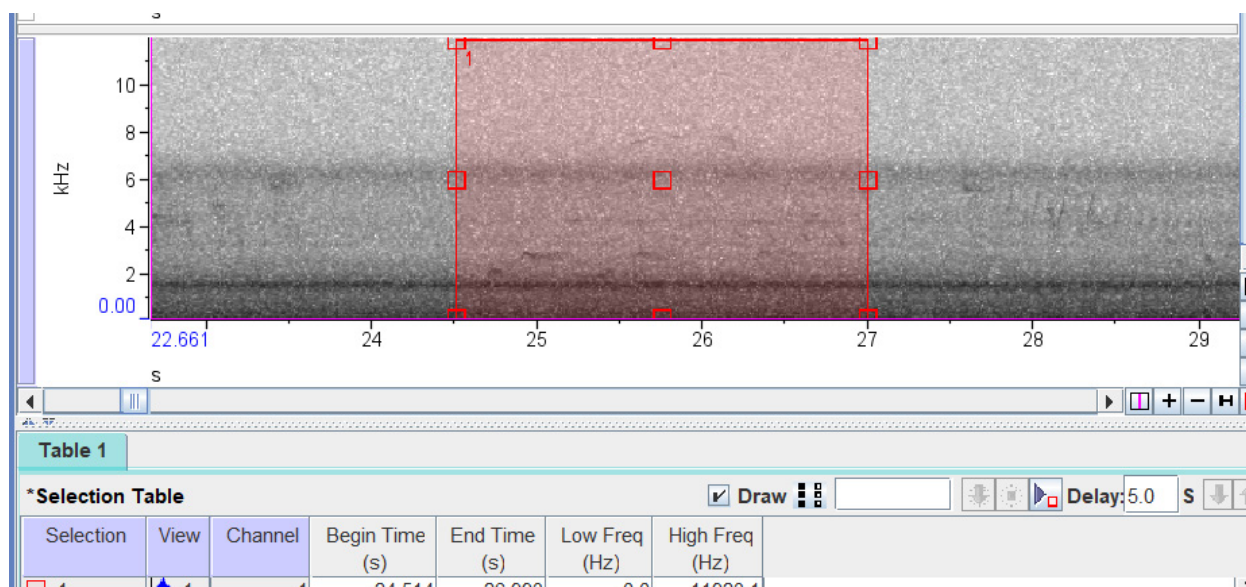 s
1
10
8
6
4
2
0.00
kHz
22.661 24 25 26 27 28 29
s
Table 1
*Selection Table Draw Delay: 5.0 S
Selection View Channel Begin Time End Time Low Freq High Freq
(s) (s) (Hz) (Hz)